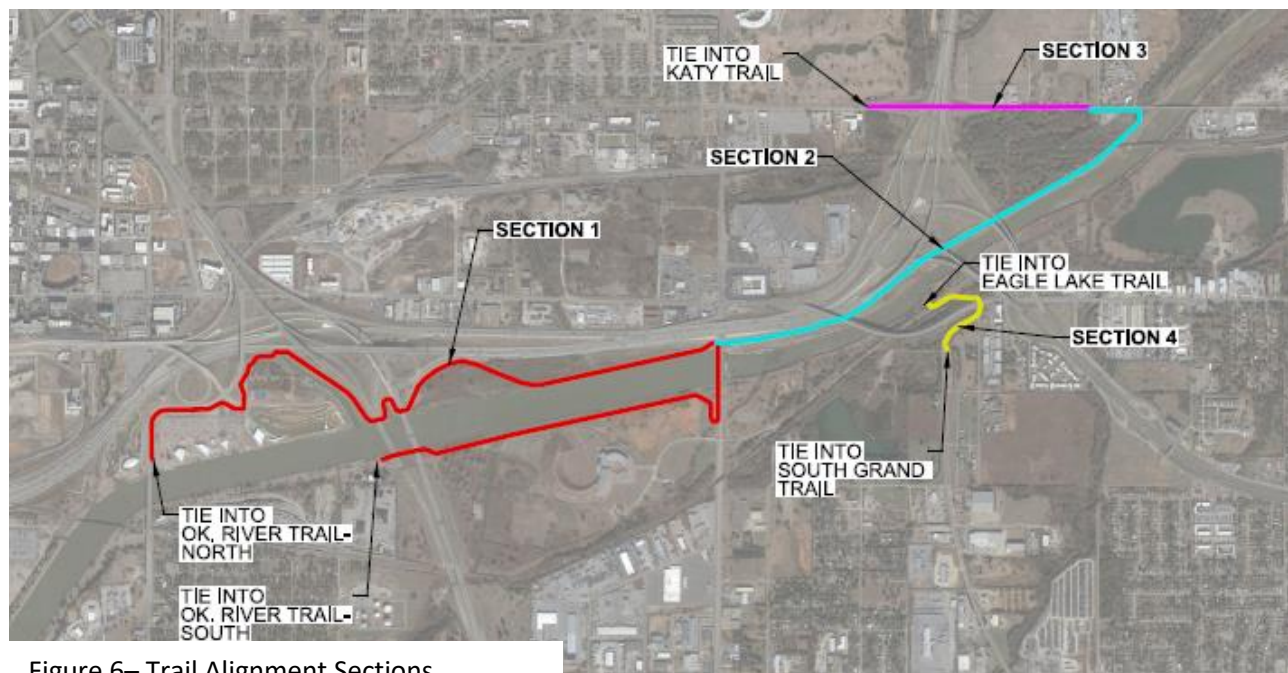 TIE INTO
KATY TRAIL
SECTION 3
SECTION 2
SECTION 1
TIE INTO
EAGLE LAKE TRAIL
SECTION 4
TIE INTO
SOUTH GRAND
TRAIL
TIE INTO
OK. RIVER TRAIL-
NORTH
TIE INTO
OK. RIVER TRAIL-
SOUTH
Figure 6– Trail Alignment Sections